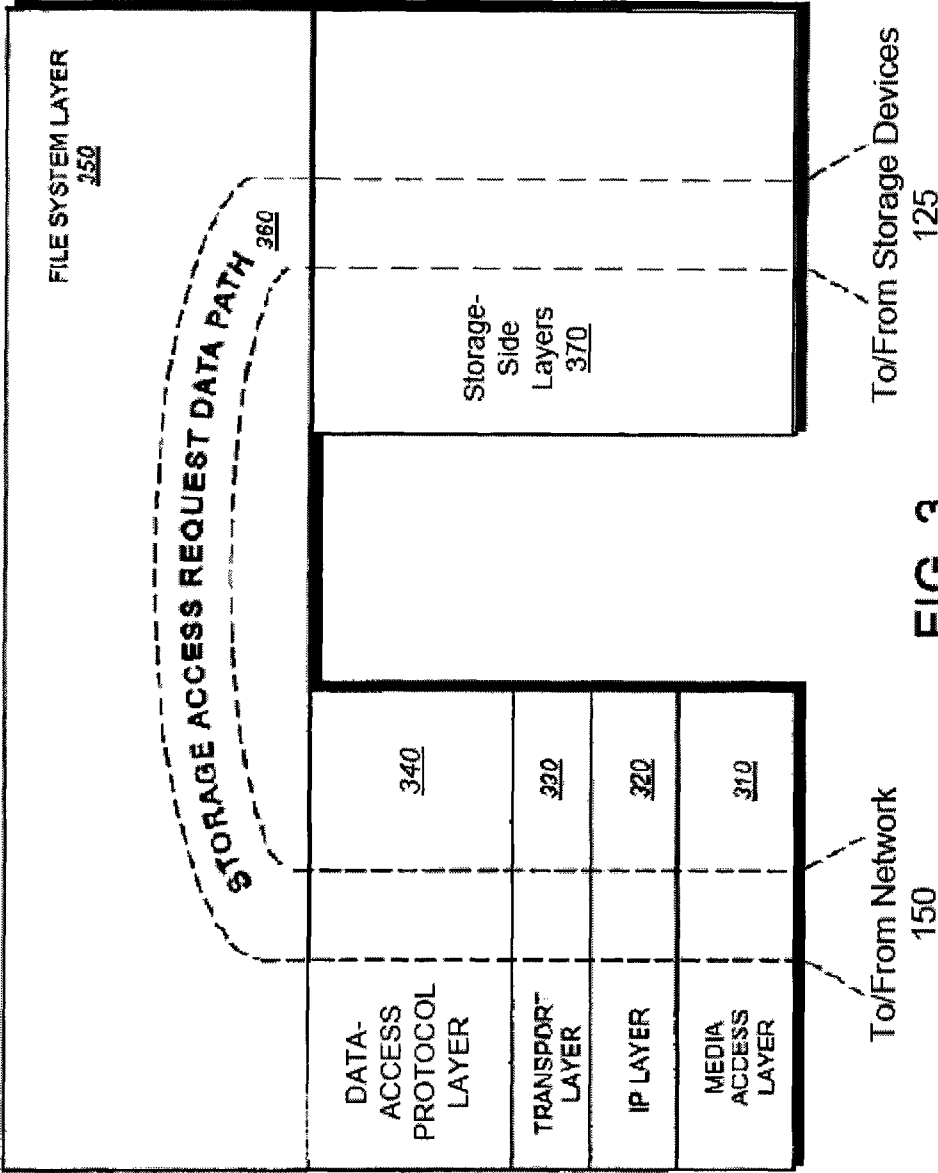 FILE SYSTEM LAYER
350
STORAGE ACCESS REQUEST DATA PATH 360
DATA-
ACCESS
PROTOCOL
LAYER
340
TRANSPORT
LAYER
330
IP LAYER
320
MEDIA
ACCESS
LAYER
310
Storage-
Side
Layers
370
To/From Network
150
To/From Storage Devices
125
FIG. 3